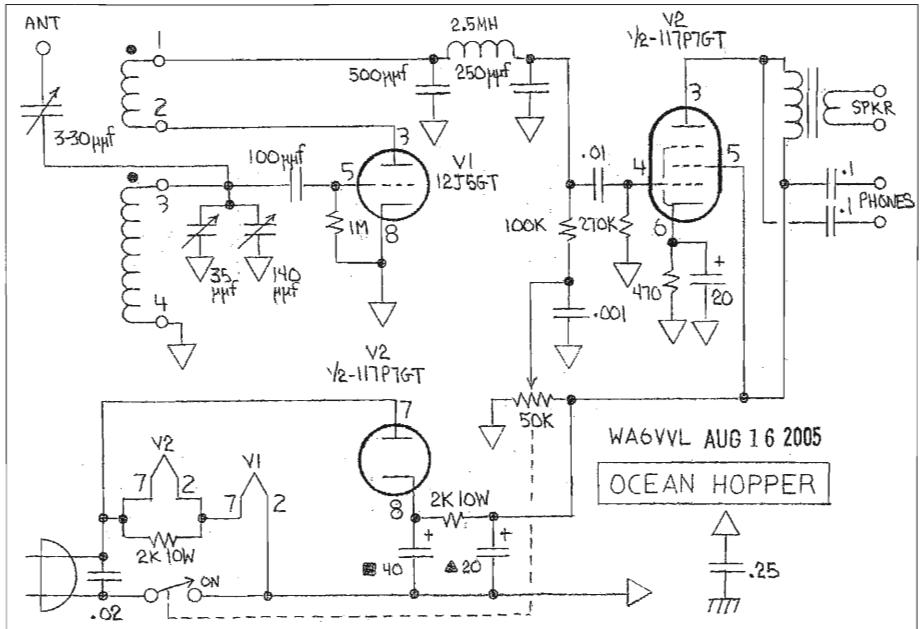 ANT
1
2.5MH
V2
1/2-117P7GT
500µµf
250µµf
3
2
3
3-30µµf
100µµf
V1
12J5GT
.01
4
5
SPKR
5
3
1M
8
100K
270K
6
.1
PHONES
.1
35
µµf
140
µµf
+
470
20
4
.001
V2
1/2-117P7GT
7
50K
WA6VVL AUG 16 2005
V2
V1
7
2
7
2
8
2K 10W
OCEAN HOPPER
2K 10W
+
+
40
20
.25
ON
.02